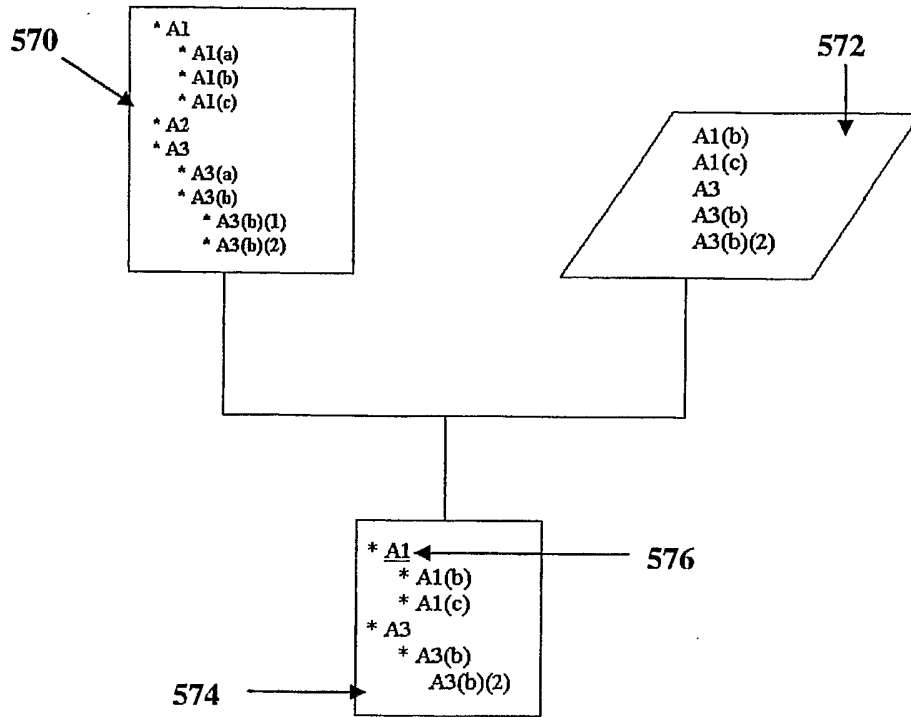 570
* A1
* A1(a)
* A1(b)
* A1(c)
* A2
* A3
* A3(a)
* A3(b)
* A3(b)(1)
* A3(b)(2)
572
A1(b)
A1(c)
A3
A3(b)
A3(b)(2)
* A1
576
* A1(b)
* A1(c)
* A3
* A3(b)
A3(b)(2)
574